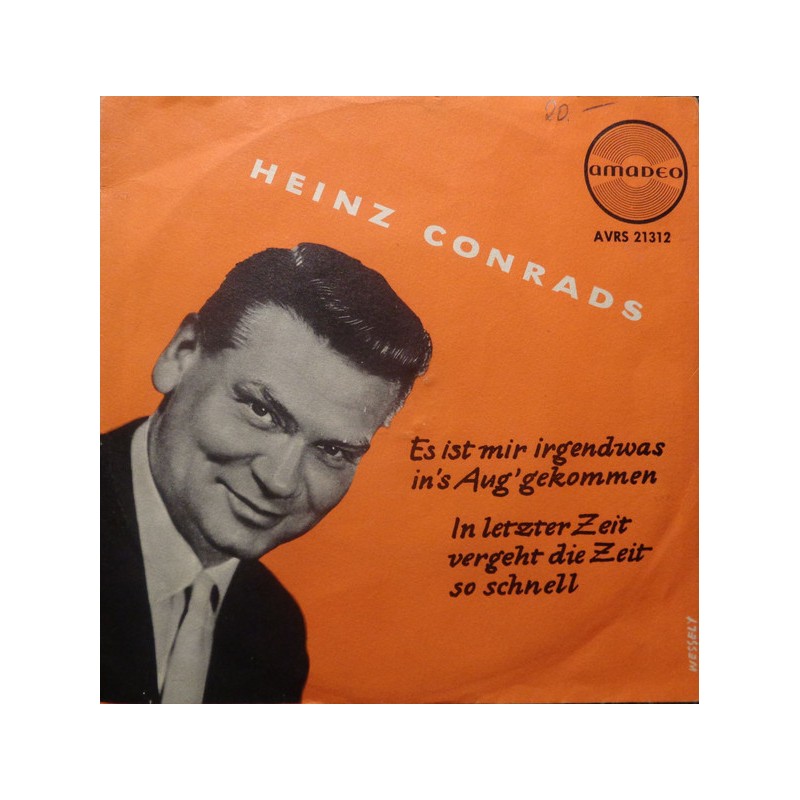 20.—
HEINZ CONRADS
amaDEO
AVRS 21312
Es ist mir irgendwas
in's Aug' gekommen
In letzter Zeit
vergeht die Zeit
so schnell
WESSELY